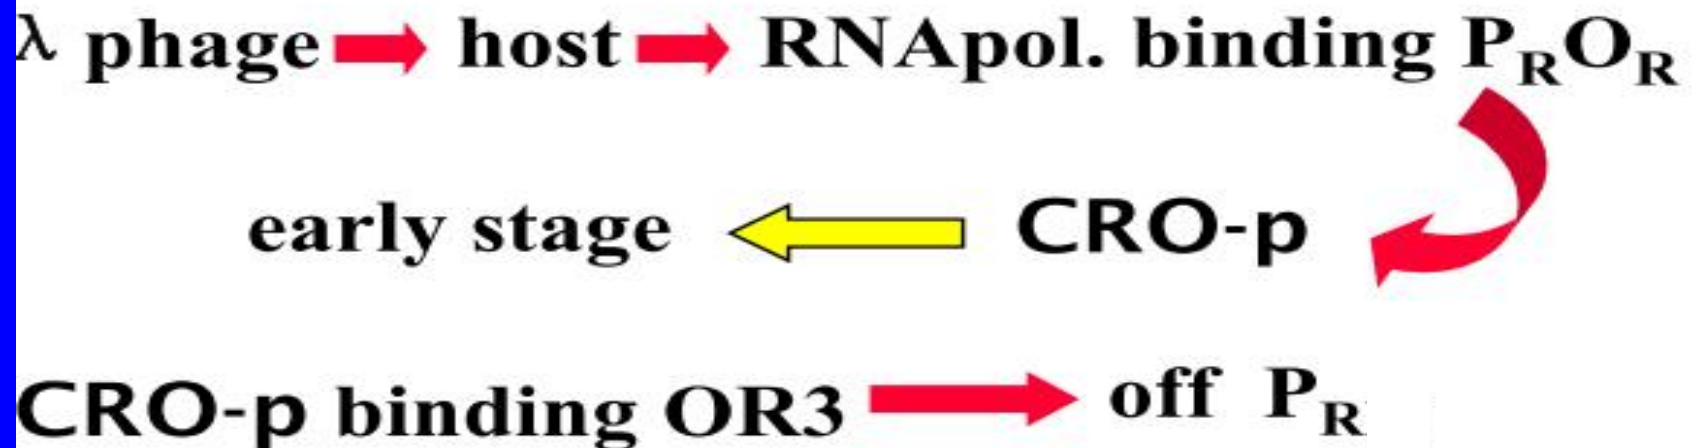 λ phage host RNApol. binding PROR
early stage CRO-p
CRO-p binding OR3 off PR